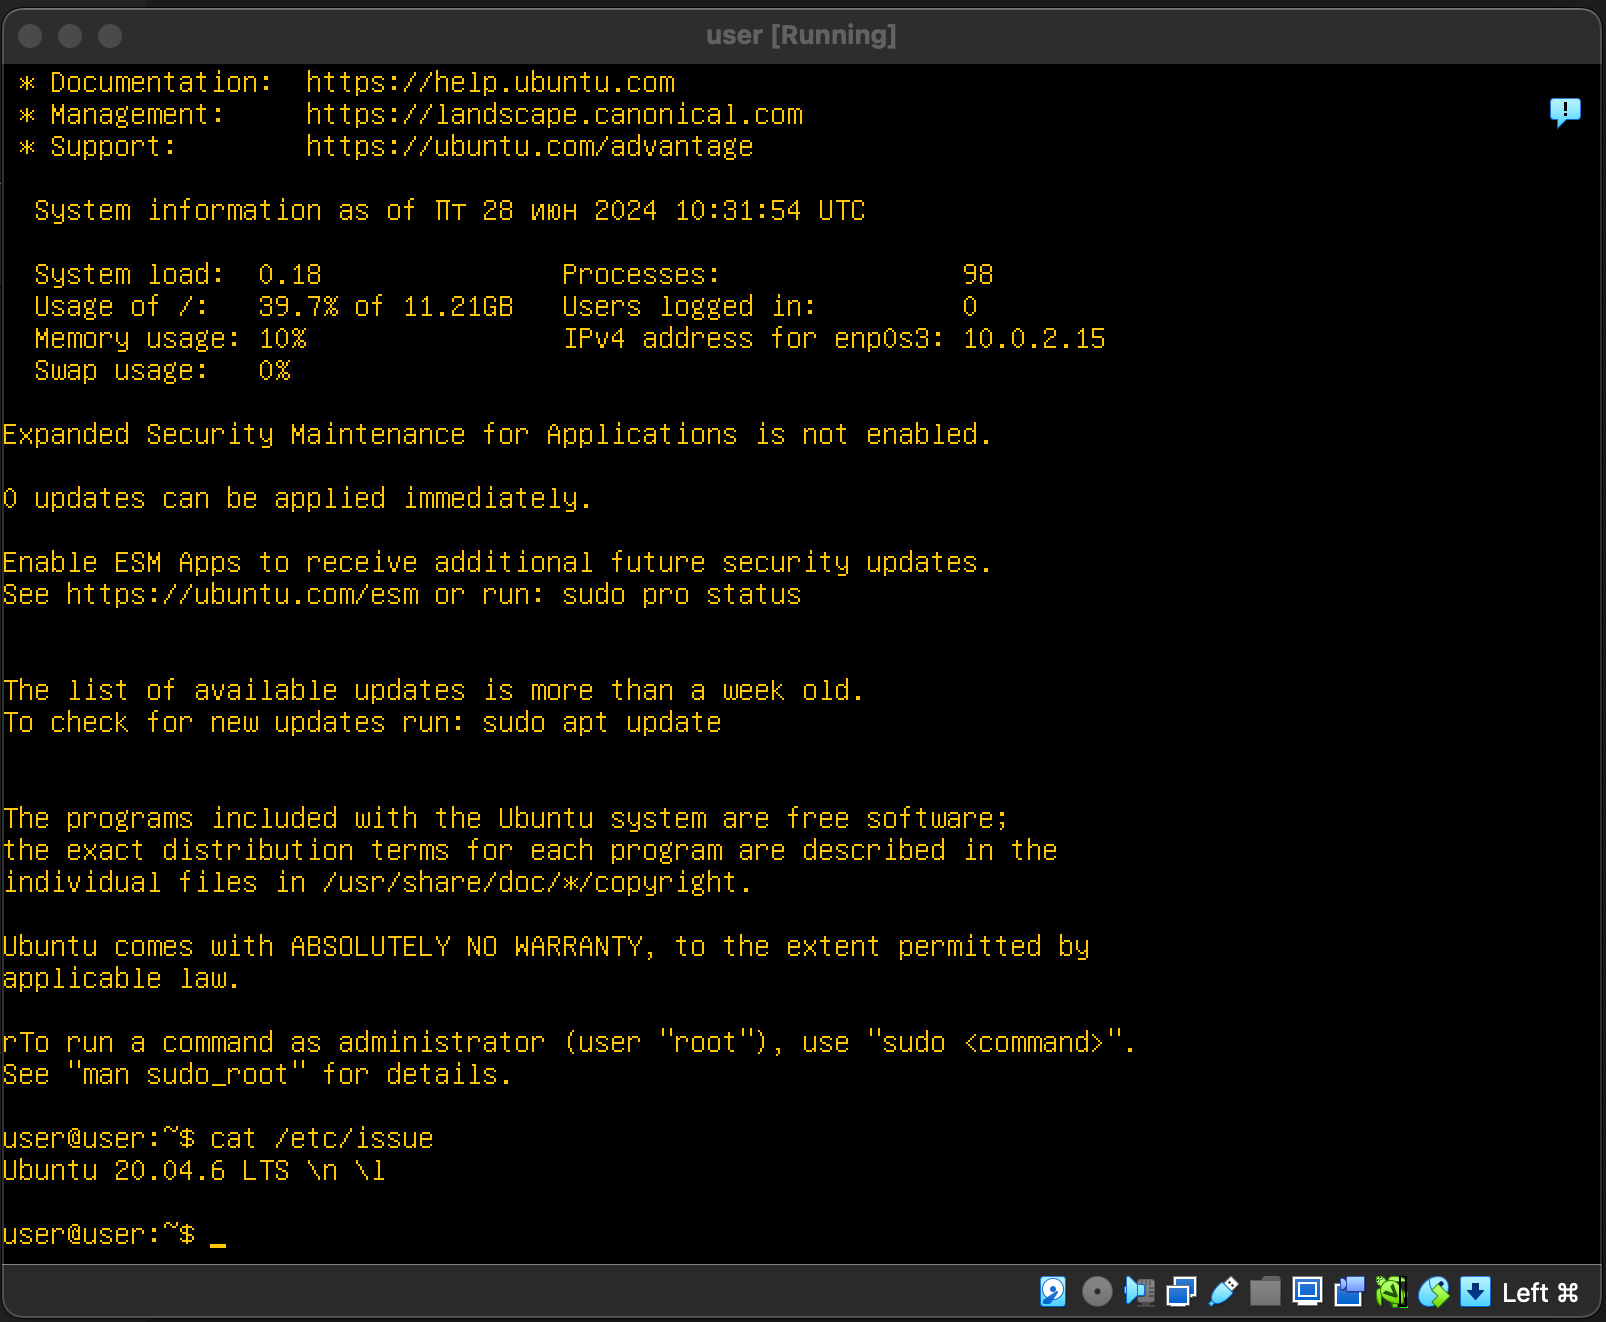 user [Running]
* Documentation:  https://help.ubuntu.com
* Management:     https://landscape.canonical.com
* Support:        https://ubuntu.com/advantage
System information as of Пт 28 июн 2024 10:31:54 UTC
System load:  0.18               Processes:               98
Usage of /:   39.7% of 11.21GB   Users logged in:         0
Memory usage: 10%                IPv4 address for enp0s3: 10.0.2.15
Swap usage:   0%
Expanded Security Maintenance for Applications is not enabled.
0 updates can be applied immediately.
Enable ESM Apps to receive additional future security updates.
See https://ubuntu.com/esm or run: sudo pro status
The list of available updates is more than a week old.
To check for new updates run: sudo apt update
The programs included with the Ubuntu system are free software;
the exact distribution terms for each program are described in the
individual files in /usr/share/doc/*/copyright.
Ubuntu comes with ABSOLUTELY NO WARRANTY, to the extent permitted by
applicable law.
rTo run a command as administrator (user "root"), use "sudo <command>".
See "man sudo_root" for details.
user@user:~$ cat /etc/issue
Ubuntu 20.04.6 LTS \n \l
user@user:~$ _
Left ⌘